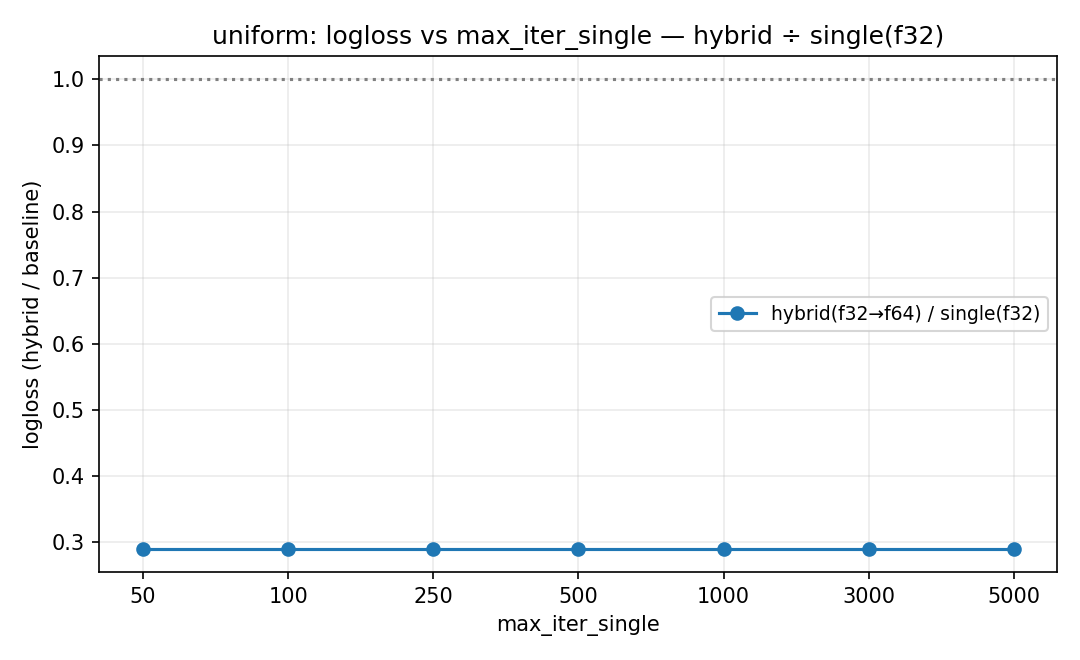 uniform: logloss vs max_iter_single — hybrid ÷ single(f32)
logloss (hybrid / baseline)
1.0
0.9
0.8
0.7
0.6
0.5
0.4
0.3
hybrid(f32→f64) / single(f32)
50 100 250 500 1000 3000 5000
max_iter_single